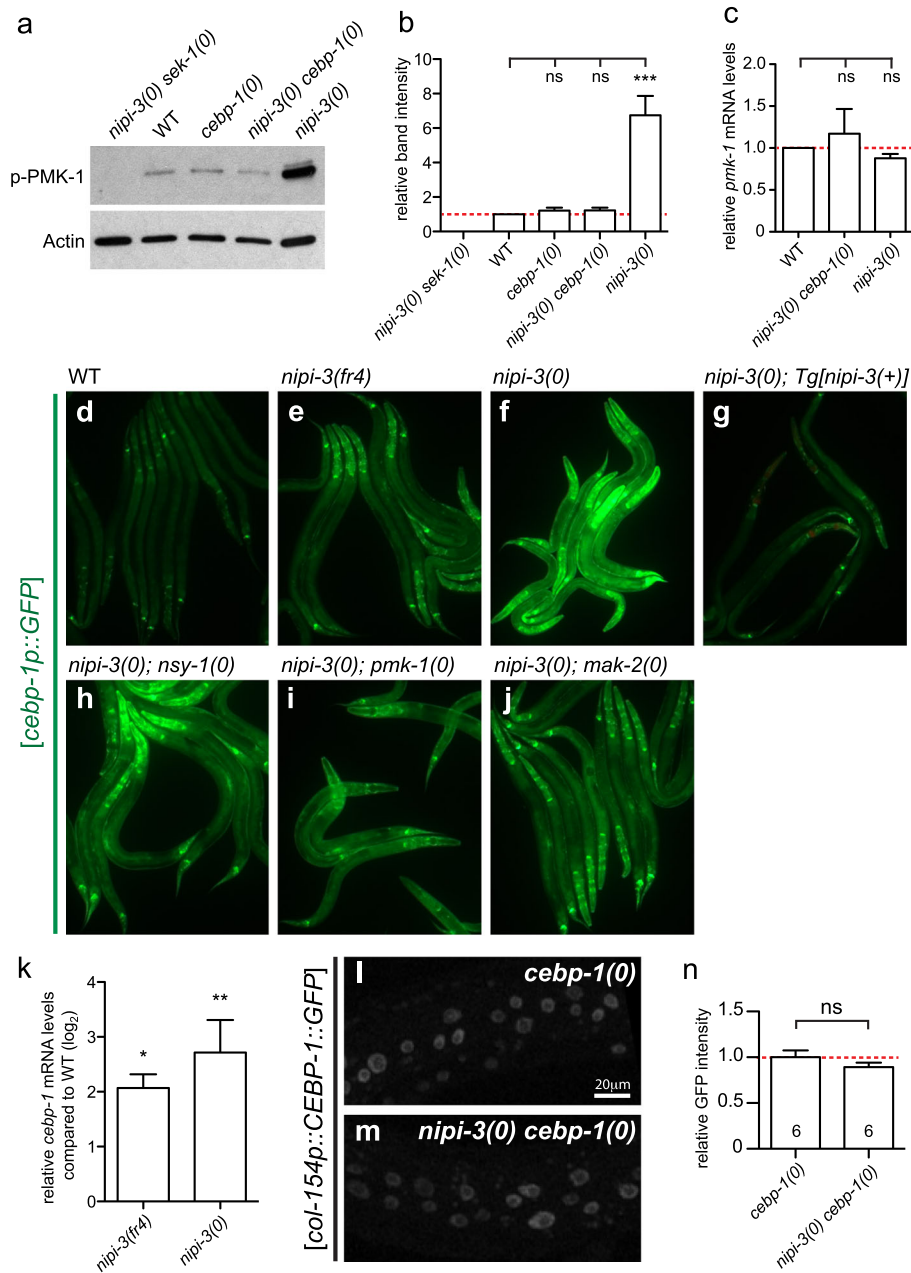 a
nipi-3(0) sek-1(0)
WT
cebp-1(0)
nipi-3(0) cebp-1(0)
nipi-3(0)
p-PMK-1
Actin
b
relative band intensity
10
8
6
4
2
0
ns
ns
***
nipi-3(0) sek-1(0)
WT
cebp-1(0)
nipi-3(0) cebp-1(0)
nipi-3(0)
c
relative pmk-1 mRNA levels
2.0
1.5
1.0
0.5
0
ns
ns
WT
nipi-3(0) cebp-1(0)
nipi-3(0)
[cebp-1p::GFP]
WT
d
nipi-3(fr4)
e
nipi-3(0)
f
nipi-3(0); Tg[nipi-3(+)]
g
nipi-3(0); nsy-1(0)
h
nipi-3(0); pmk-1(0)
i
nipi-3(0); mak-2(0)
j
k
relative cebp-1 mRNA levels
compared to WT (log2)
4
3
2
1
0
*
**
nipi-3(fr4)
nipi-3(0)
[col-154p::CEBP-1::GFP]
l
cebp-1(0)
20μm
m
nipi-3(0) cebp-1(0)
n
relative GFP intensity
1.5
1.0
0.5
0
ns
6
6
cebp-1(0)
nipi-3(0) cebp-1(0)